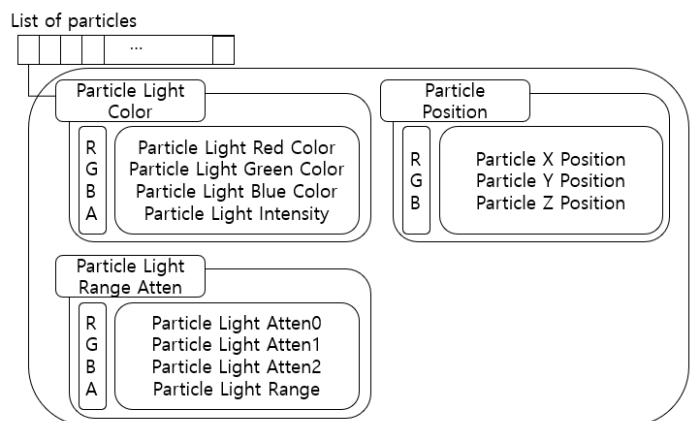 List of particles
...
Particle Light
Color
R
G
B
A
Particle Light Red Color
Particle Light Green Color
Particle Light Blue Color
Particle Light Intensity
Particle
Position
R
G
B
Particle X Position
Particle Y Position
Particle Z Position
Particle Light
Range Atten
R
G
B
A
Particle Light Atten0
Particle Light Atten1
Particle Light Atten2
Particle Light Range